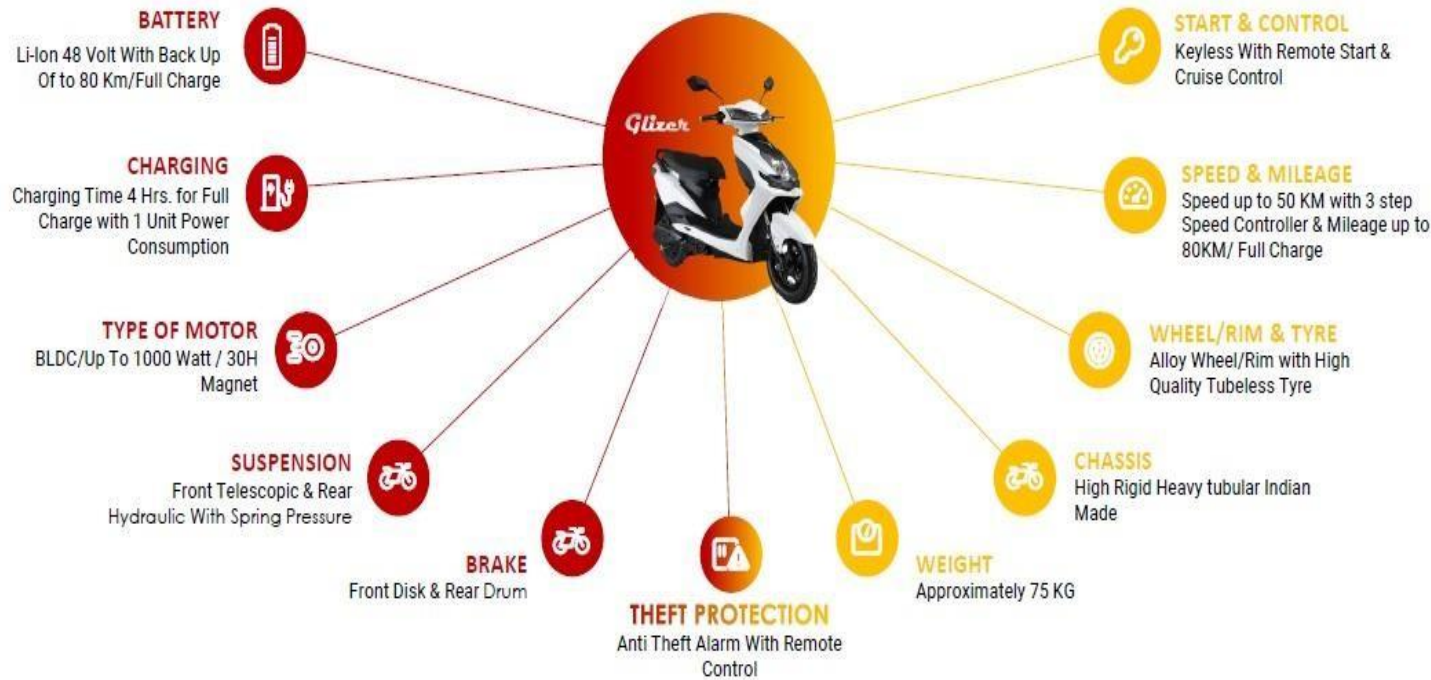 BATTERY
Li-Ion 48 Volt With Back Up
Of to 80 Km/Full Charge
CHARGING
Charging Time 4 Hrs. for Full
Charge with 1 Unit Power
Consumption
TYPE OF MOTOR
BLDC/Up To 1000 Watt / 30H
Magnet
SUSPENSION
Front Telescopic & Rear
Hydraulic With Spring Pressure
BRAKE
Front Disk & Rear Drum
Glizer
THEFT PROTECTION
Anti Theft Alarm With Remote
Control
START & CONTROL
Keyless With Remote Start &
Cruise Control
SPEED & MILEAGE
Speed up to 50 KM with 3 step
Speed Controller & Mileage up to
80KM/ Full Charge
WHEEL/RIM & TYRE
Alloy Wheel/Rim with High
Quality Tubeless Tyre
CHASSIS
High Rigid Heavy tubular Indian
Made
WEIGHT
Approximately 75 KG